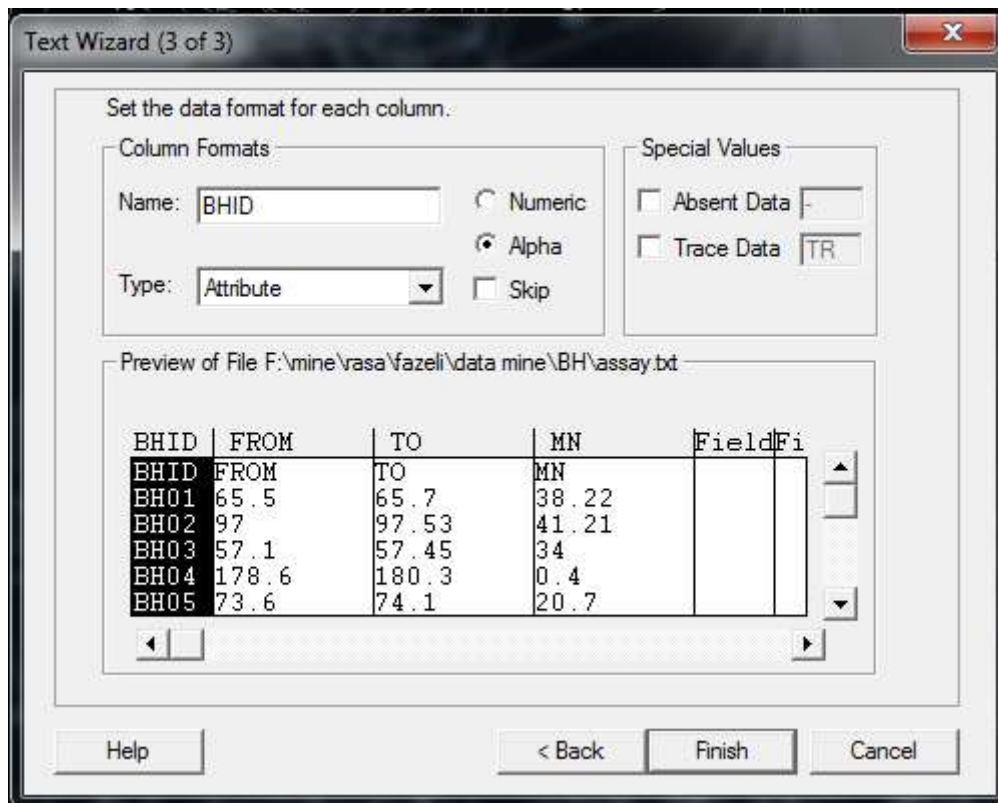 Text Wizard (3 of 3)
Set the data format for each column.
Column Formats
Name: BHID
Numeric
Alpha
Type: Attribute
Skip
Special Values
Absent Data -
Trace Data TR
Preview of File F:\mine\rasa\fazeli\data mine\BH\assay.txt
BHID FROM TO MN Field Fi
BHID FROM TO MN
BH01 65.5 65.7 38.22
BH02 97 97.53 41.21
BH03 57.1 57.45 34
BH04 178.6 180.3 0.4
BH05 73.6 74.1 20.7
Help < Back Finish Cancel